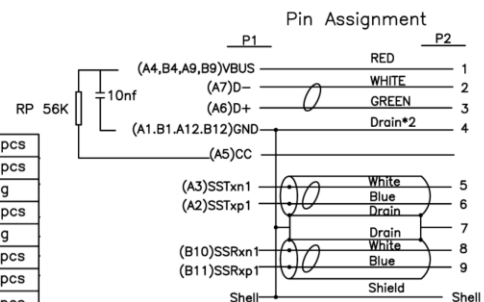 Pin Assignment
P1 P2
(A4,B4,A9,B9)VBUS RED 1
(A7)D- WHITE 2
10nf
RP 56K
(A6)D+ GREEN 3
(A1.B1.A12.B12)GND Drain*2 4
pcs
(A5)CC
pcs
g
(A3)SSTxn1 White 5
pcs
(A2)SSTxp1 Blue 6
Drain
g
7
Drain
pcs
(B10)SSRxn1 White 8
(B11)SSRxp1 Blue 9
pcs
Shield
Shell Shell
pcs